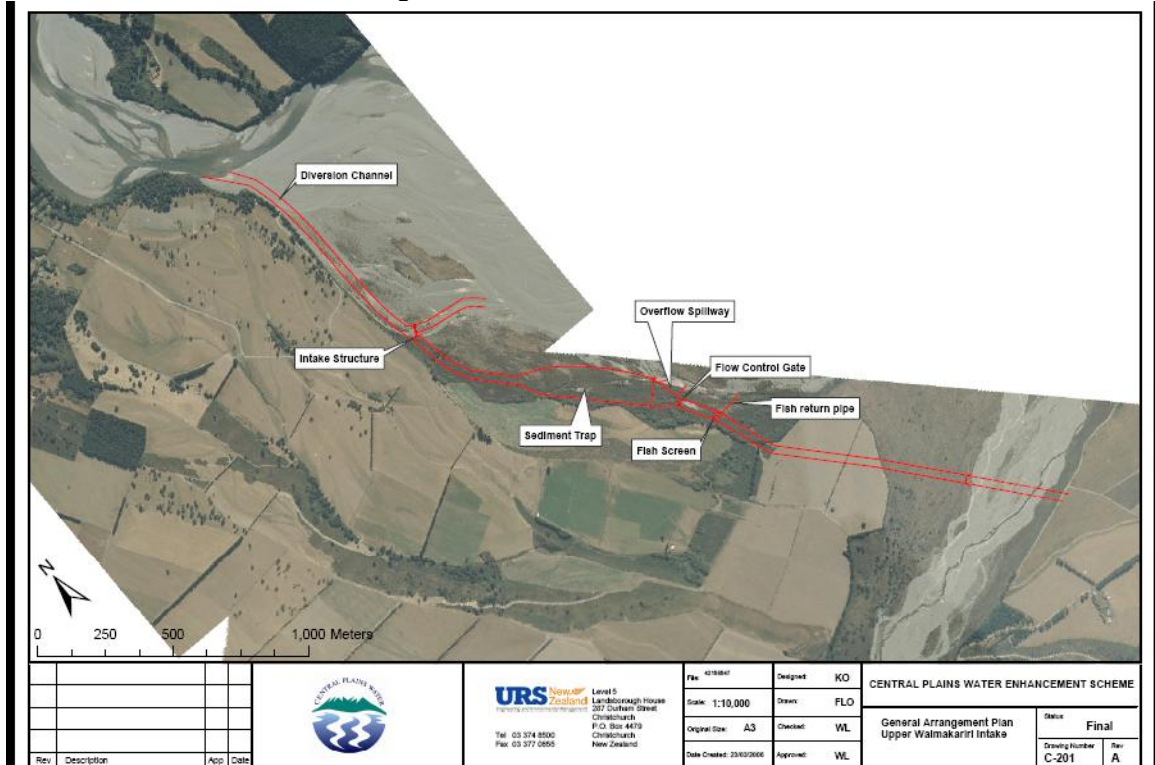 Diversion Channel
Overflow Spillway
Intake Structure
Flow Control Gate
Fish return pipe
Sediment Trap
Fish Screen
N
0 250 500 1,000 Meters
CENTRAL PLAINS WATER
URS New Zealand
Level 5
Landsborough House
287 Durham Street
Christchurch
P.O. Box 4479
Tel 03 374 8500 Christchurch
Fax 03 377 0655 New Zealand
File:
Designed: KO
Scale: 1:10,000
Drawn: FLO
Original Size: A3
Checked: WL
Date Created: 23/03/2006
Approved: WL
CENTRAL PLAINS WATER ENHANCEMENT SCHEME
General Arrangement Plan
Upper Waimakariri Intake
Status
Final
Drawing Number
C-201
Rev
A
Rev Description App Date